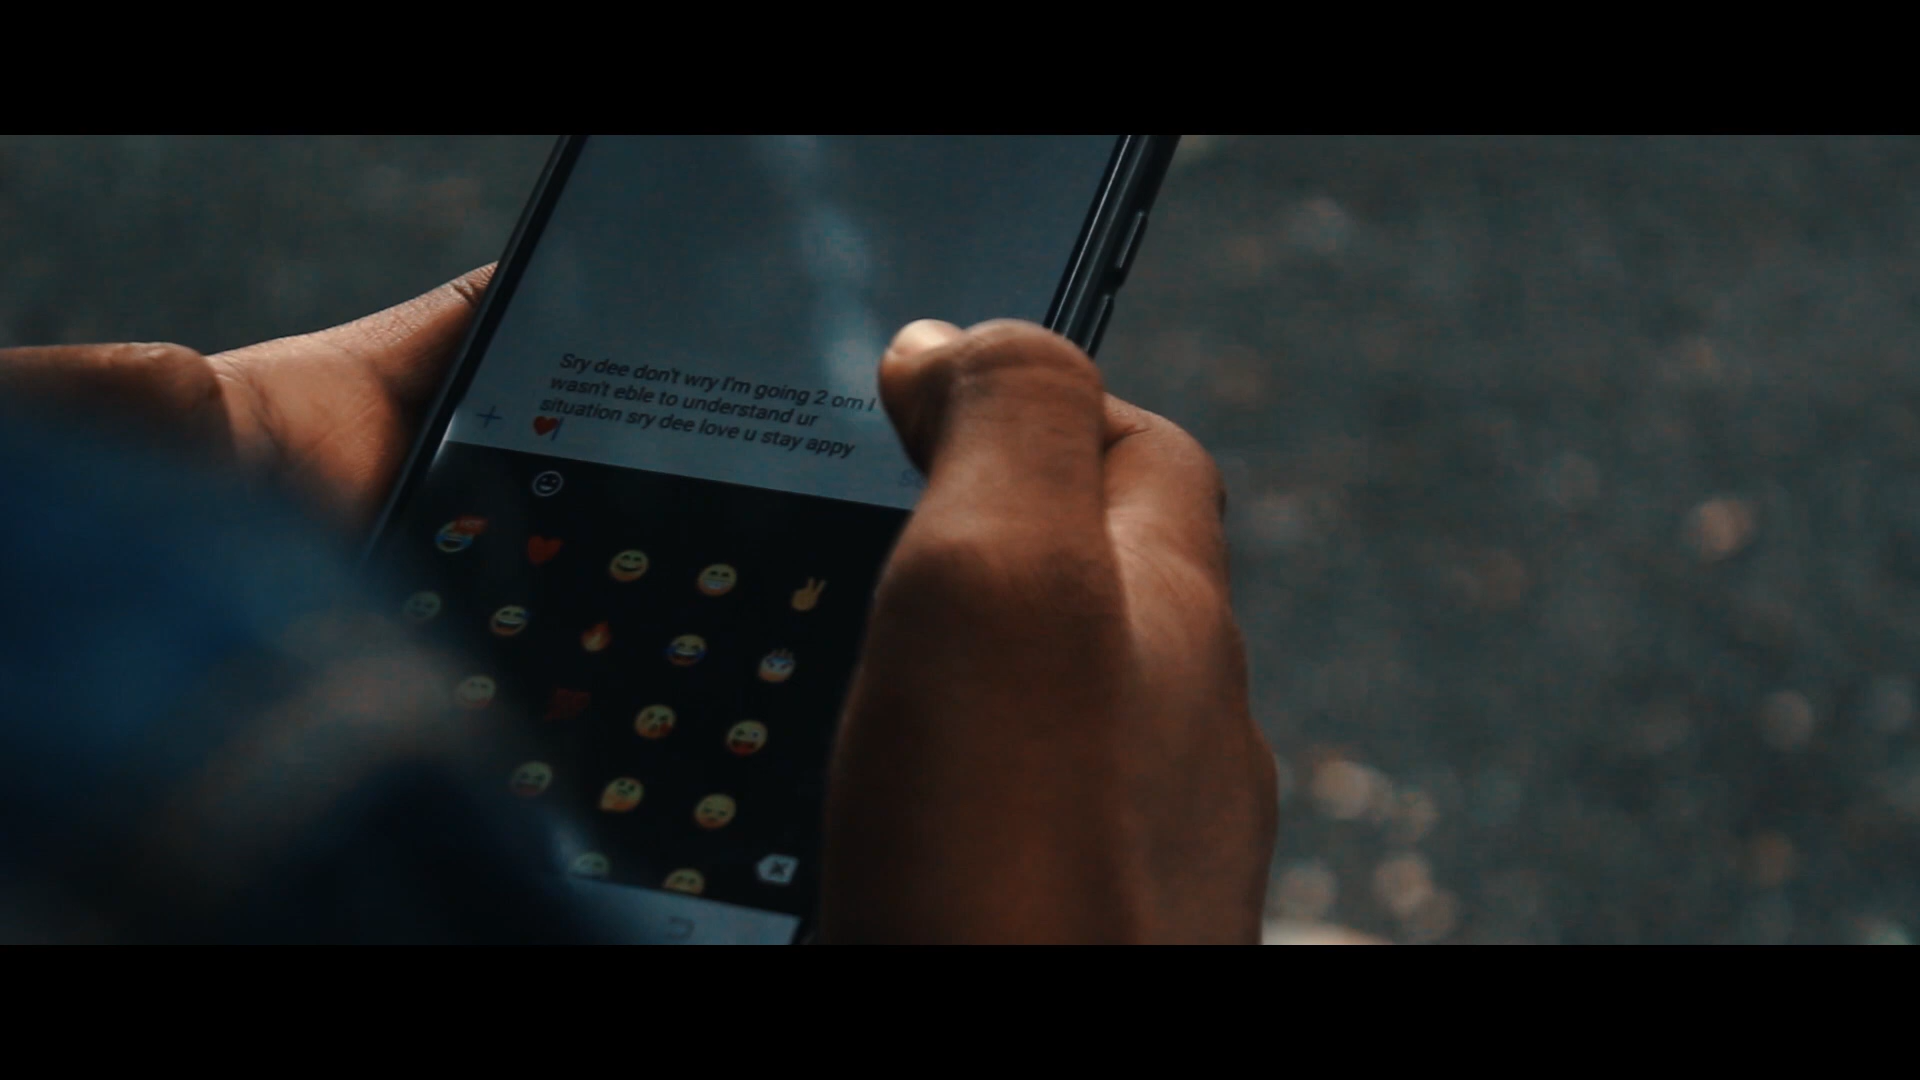 Sry dee don't wry I'm going 2 om I
wasn't eble to understand ur
situation sry dee love u stay appy
❤️